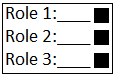 Role 1:____ ■
Role 2:____ ■
Role 3:____ ■